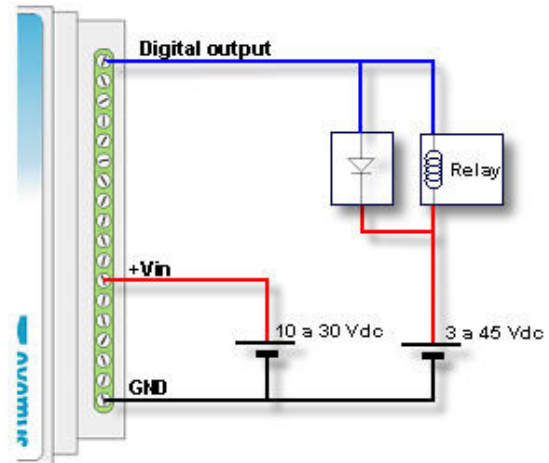 Digital output
Relay
+Vin
10 a 30 Vdc
3 a 45 Vdc
GND